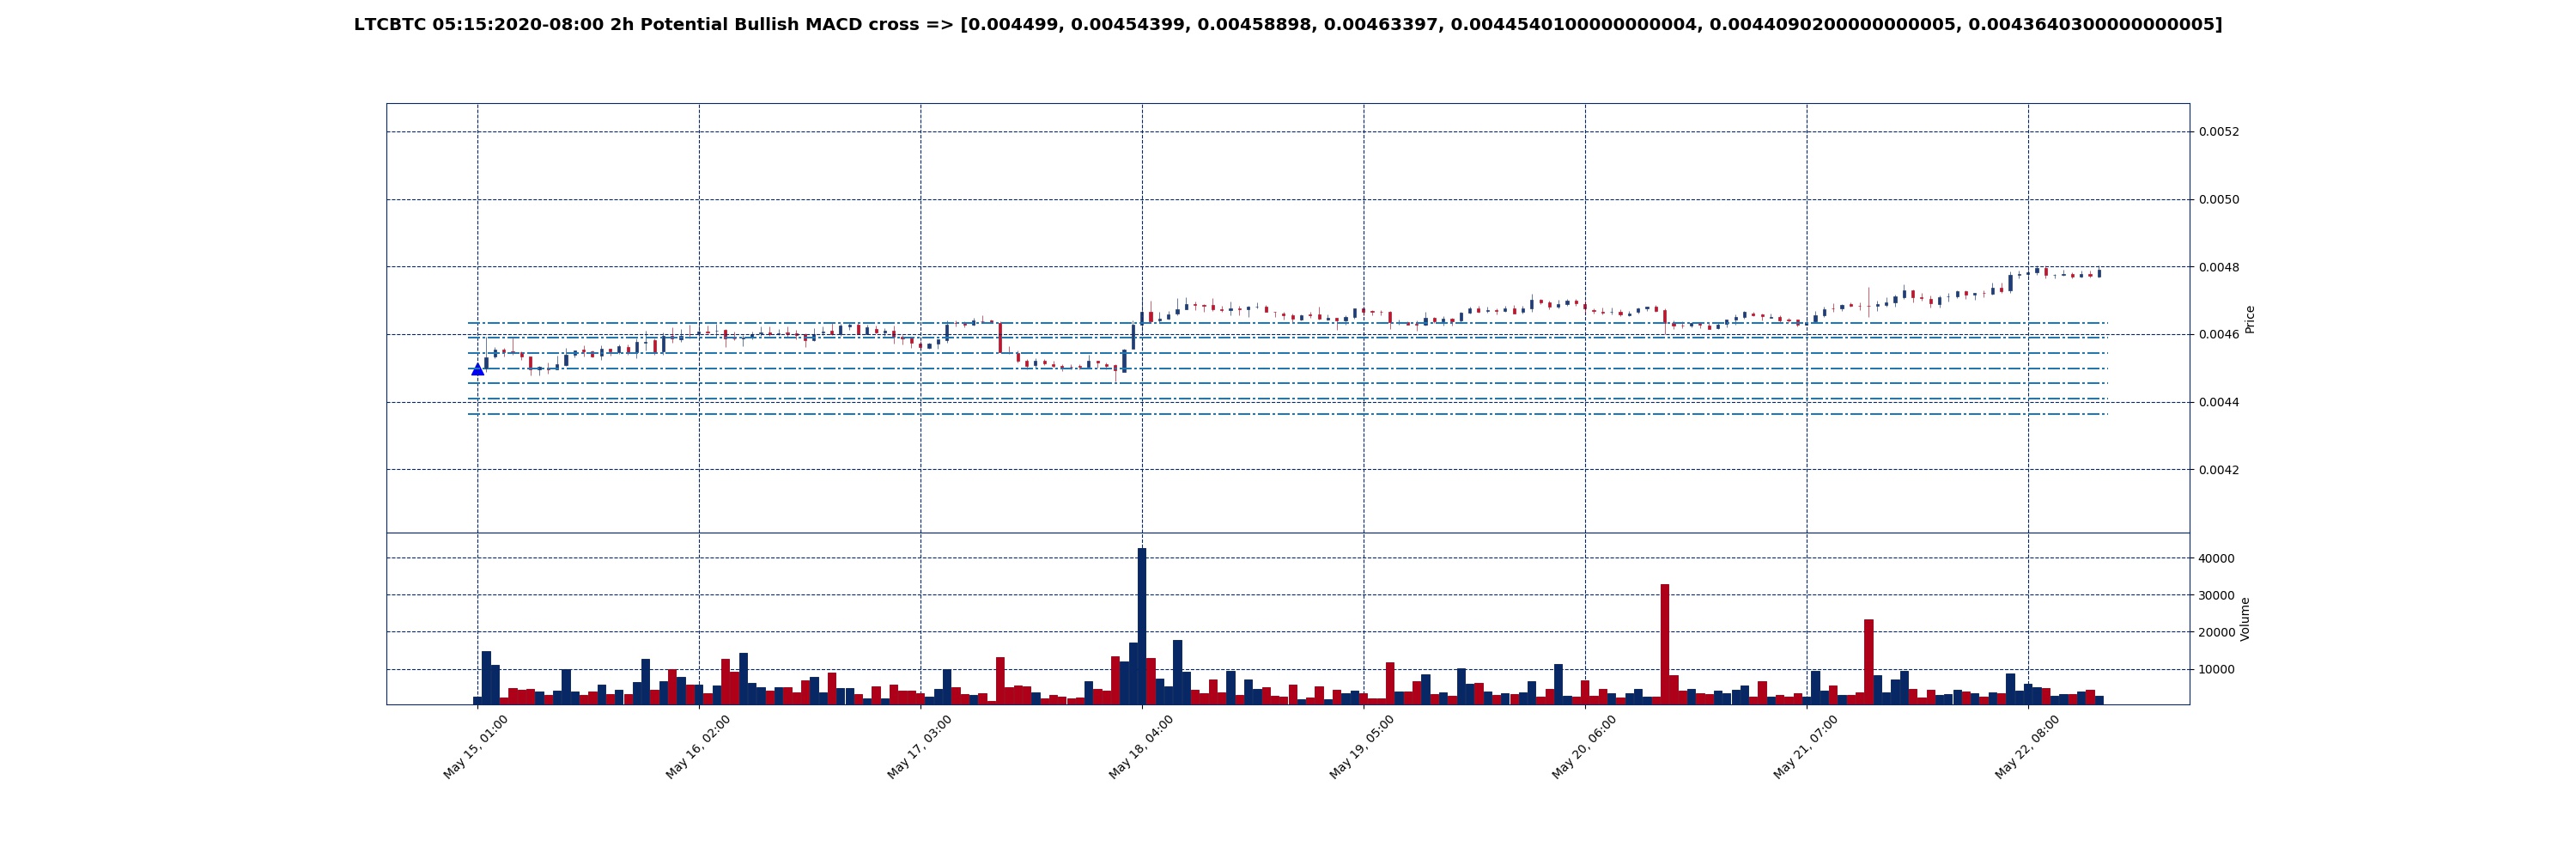 LTCBTC 05:15:2020-08:00 2h Potential Bullish MACD cross => [0.004499, 0.00454399, 0.00458898, 0.00463397, 0.0044540100000000004, 0.0044090200000000005, 0.0043640300000000005]
0.0052
0.0050
0.0048
0.0046
0.0044
0.0042
Price
40000
30000
20000
10000
Volume
May 15, 01:00
May 16, 02:00
May 17, 03:00
May 18, 04:00
May 19, 05:00
May 20, 06:00
May 21, 07:00
May 22, 08:00